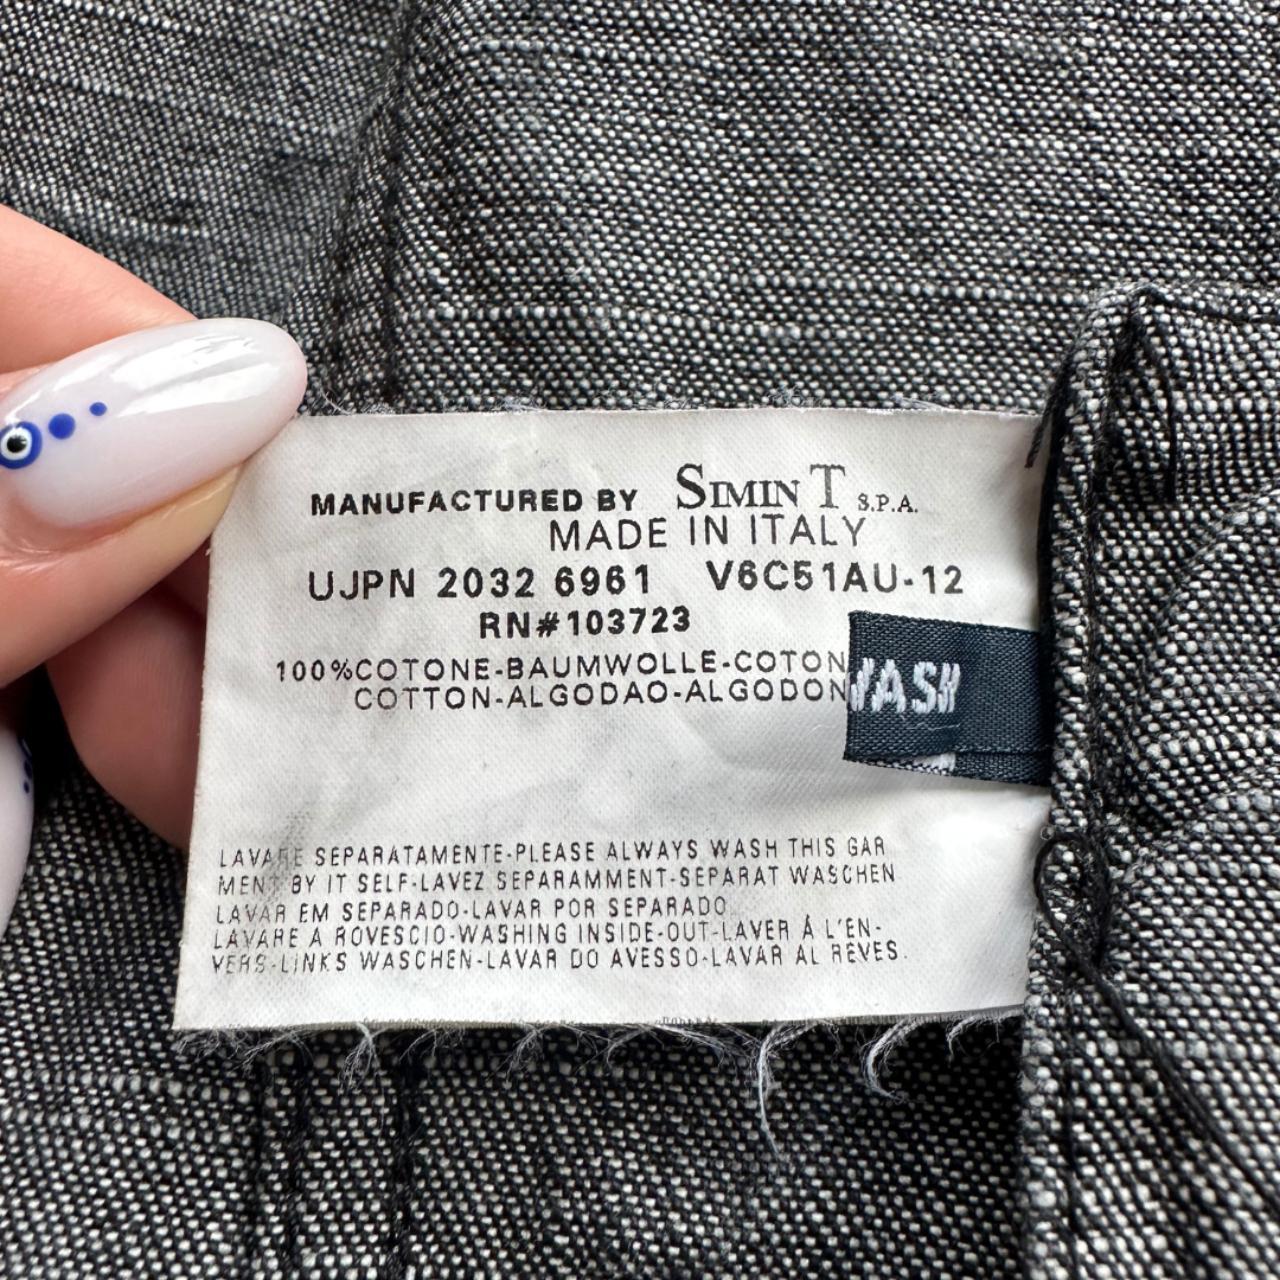 MANUFACTURED BY SIMIN T S.P.A.
MADE IN ITALY
UJPN 2032 6961 V6C51AU-12
RN#103723
100%COTONE-BAUMWOLLE-COTON
COTTON-ALGODAO-ALGODON
LAVARE SEPARATAMENTE-PLEASE ALWAYS WASH THIS GAR
MENT BY IT SELF-LAVEZ SEPARAMMENT-SEPARAT WASCHEN
LAVAR EM SEPARADO-LAVAR POR SEPARADO
LAVARE A ROVESCIO-WASHING INSIDE-OUT-LAVER Á L'EN-
VERS-LINKS WASCHEN-LAVAR DO AVESSO-LAVAR AL RÊVES.